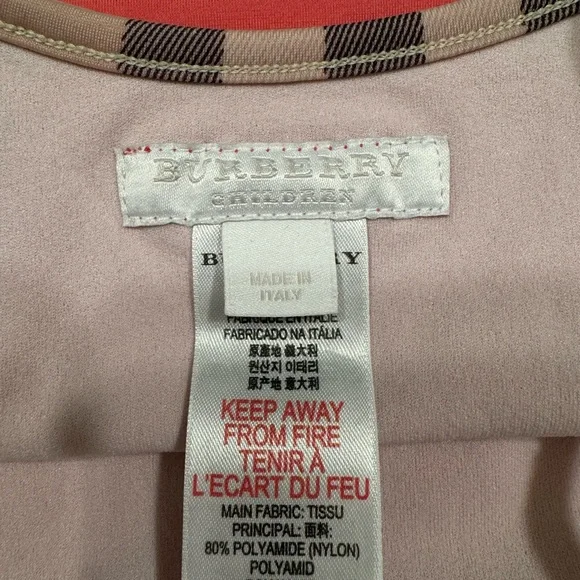 BURBERRY
CHILDREN
B RY
MADE IN
ITALY
FABRIQUÉ EN ITALIE
FABRICADO NA ITÁLIA
原產地 義大利
원산지 이태리
原产地 意大利
KEEP AWAY
FROM FIRE
TENIR À
L'ECART DU FEU
MAIN FABRIC: TISSU
PRINCIPAL: 面料:
80% POLYAMIDE (NYLON)
POLYAMID